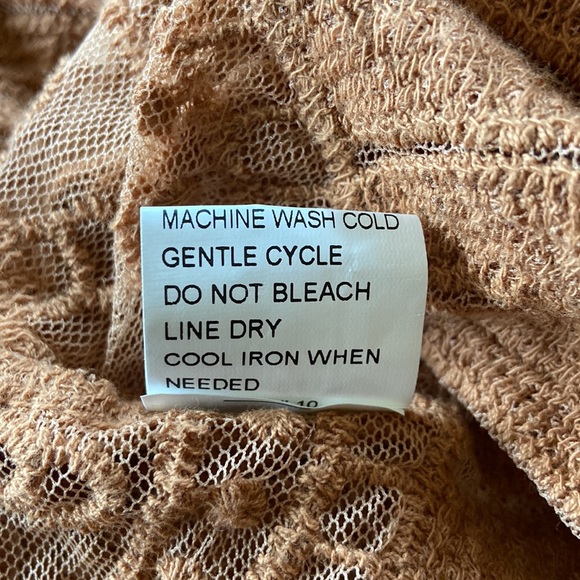 MACHINE WASH COLD
GENTLE CYCLE
DO NOT BLEACH
LINE DRY
COOL IRON WHEN
NEEDED